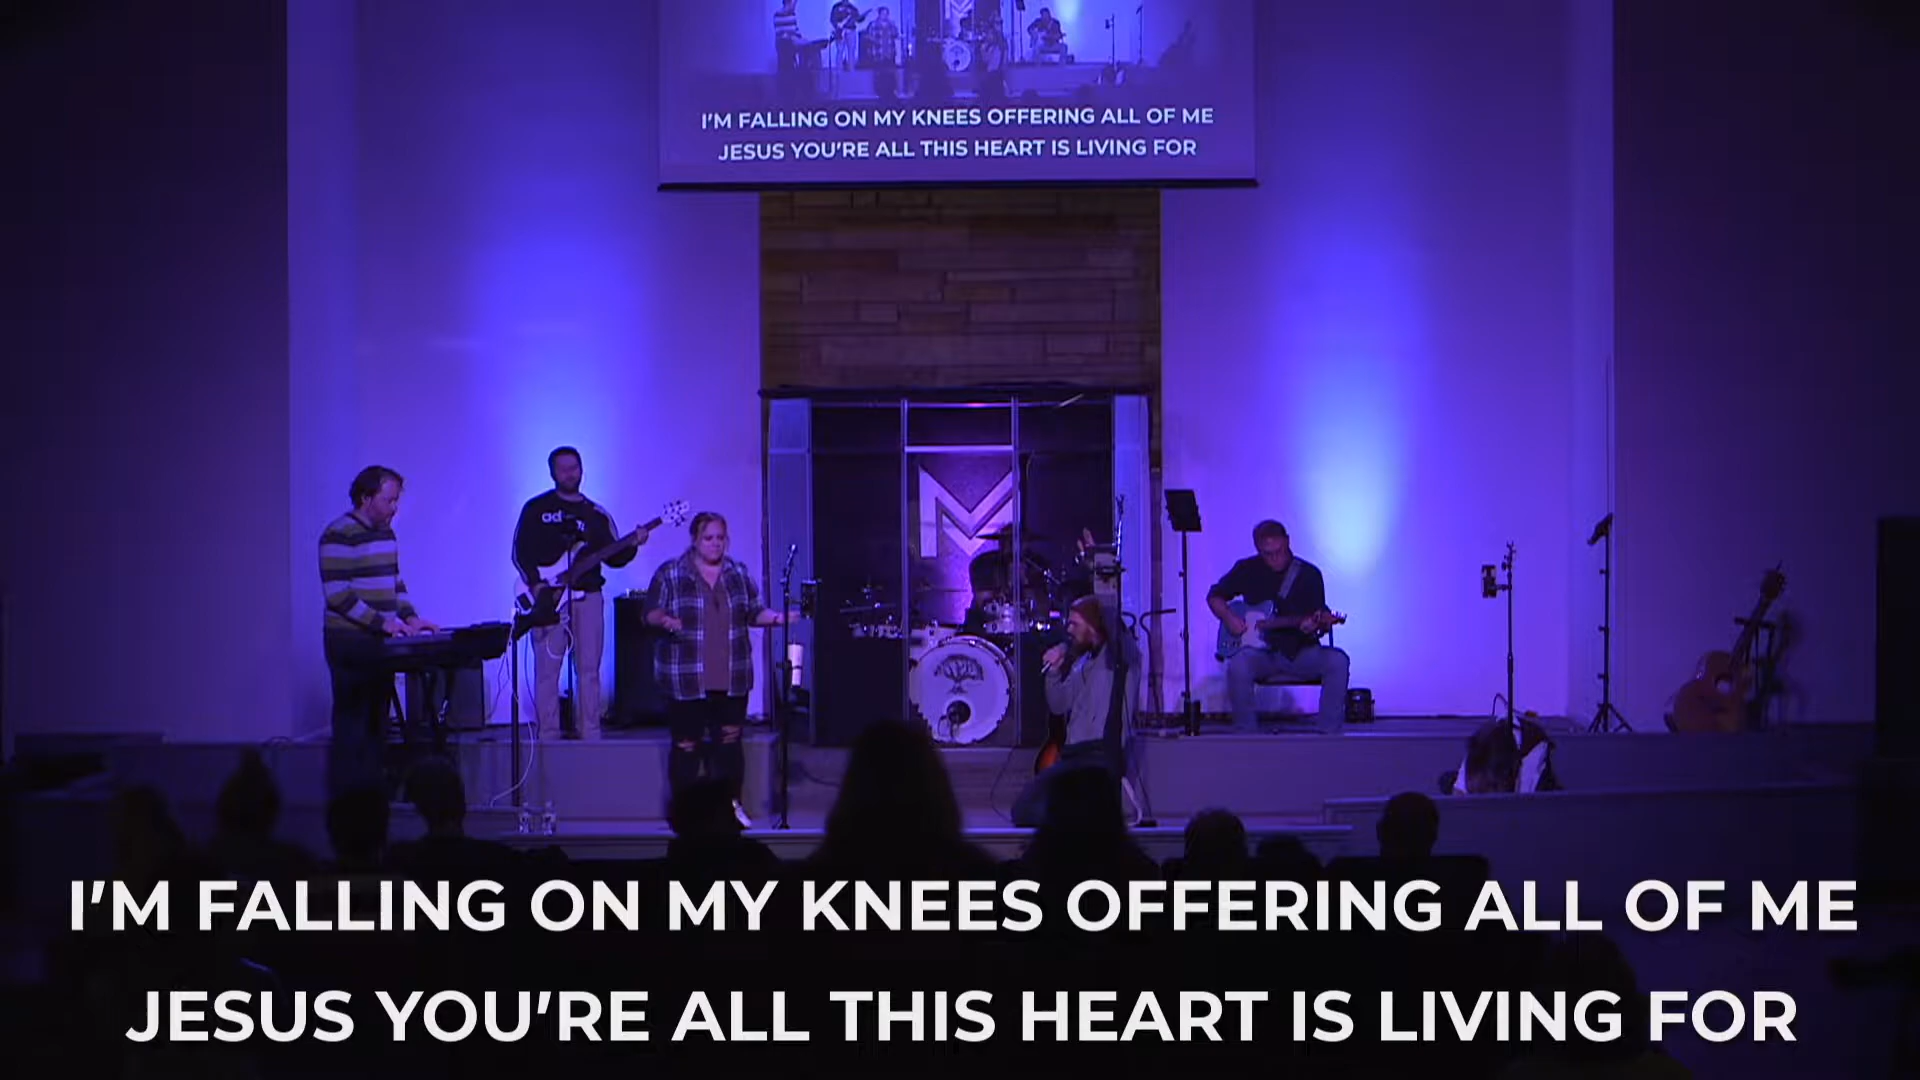 I'M FALLING ON MY KNEES OFFERING ALL OF ME
JESUS YOU'RE ALL THIS HEART IS LIVING FOR
M
ad
I'M FALLING ON MY KNEES OFFERING ALL OF ME
JESUS YOU'RE ALL THIS HEART IS LIVING FOR